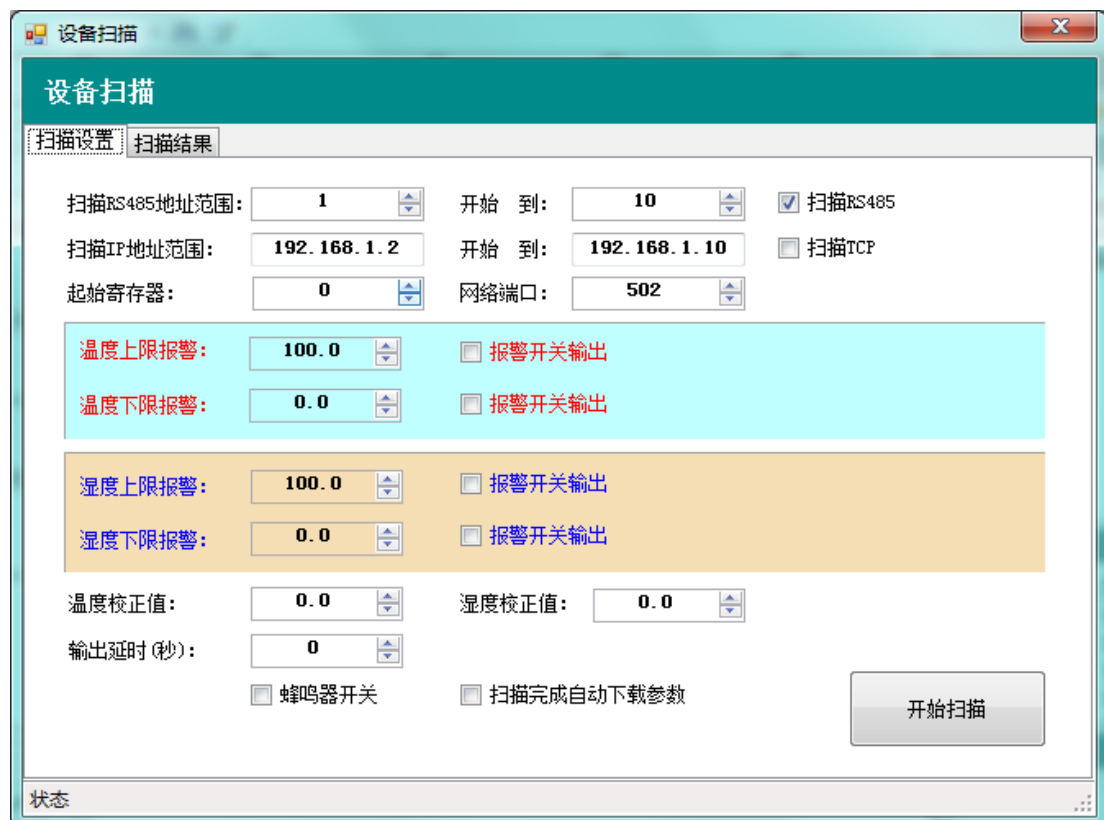 设备扫描
设备扫描
扫描设置 扫描结果
扫描RS485地址范围: 1 开始 到: 10 扫描RS485
扫描IP地址范围: 192.168.1.2 开始 到: 192.168.1.10 扫描TCP
起始寄存器: 0 网络端口: 502
温度上限报警: 100.0 报警开关输出
温度下限报警: 0.0 报警开关输出
湿度上限报警: 100.0 报警开关输出
湿度下限报警: 0.0 报警开关输出
温度校正值: 0.0 湿度校正值: 0.0
输出延时(秒): 0
蜂鸣器开关 扫描完成自动下载参数
开始扫描
状态